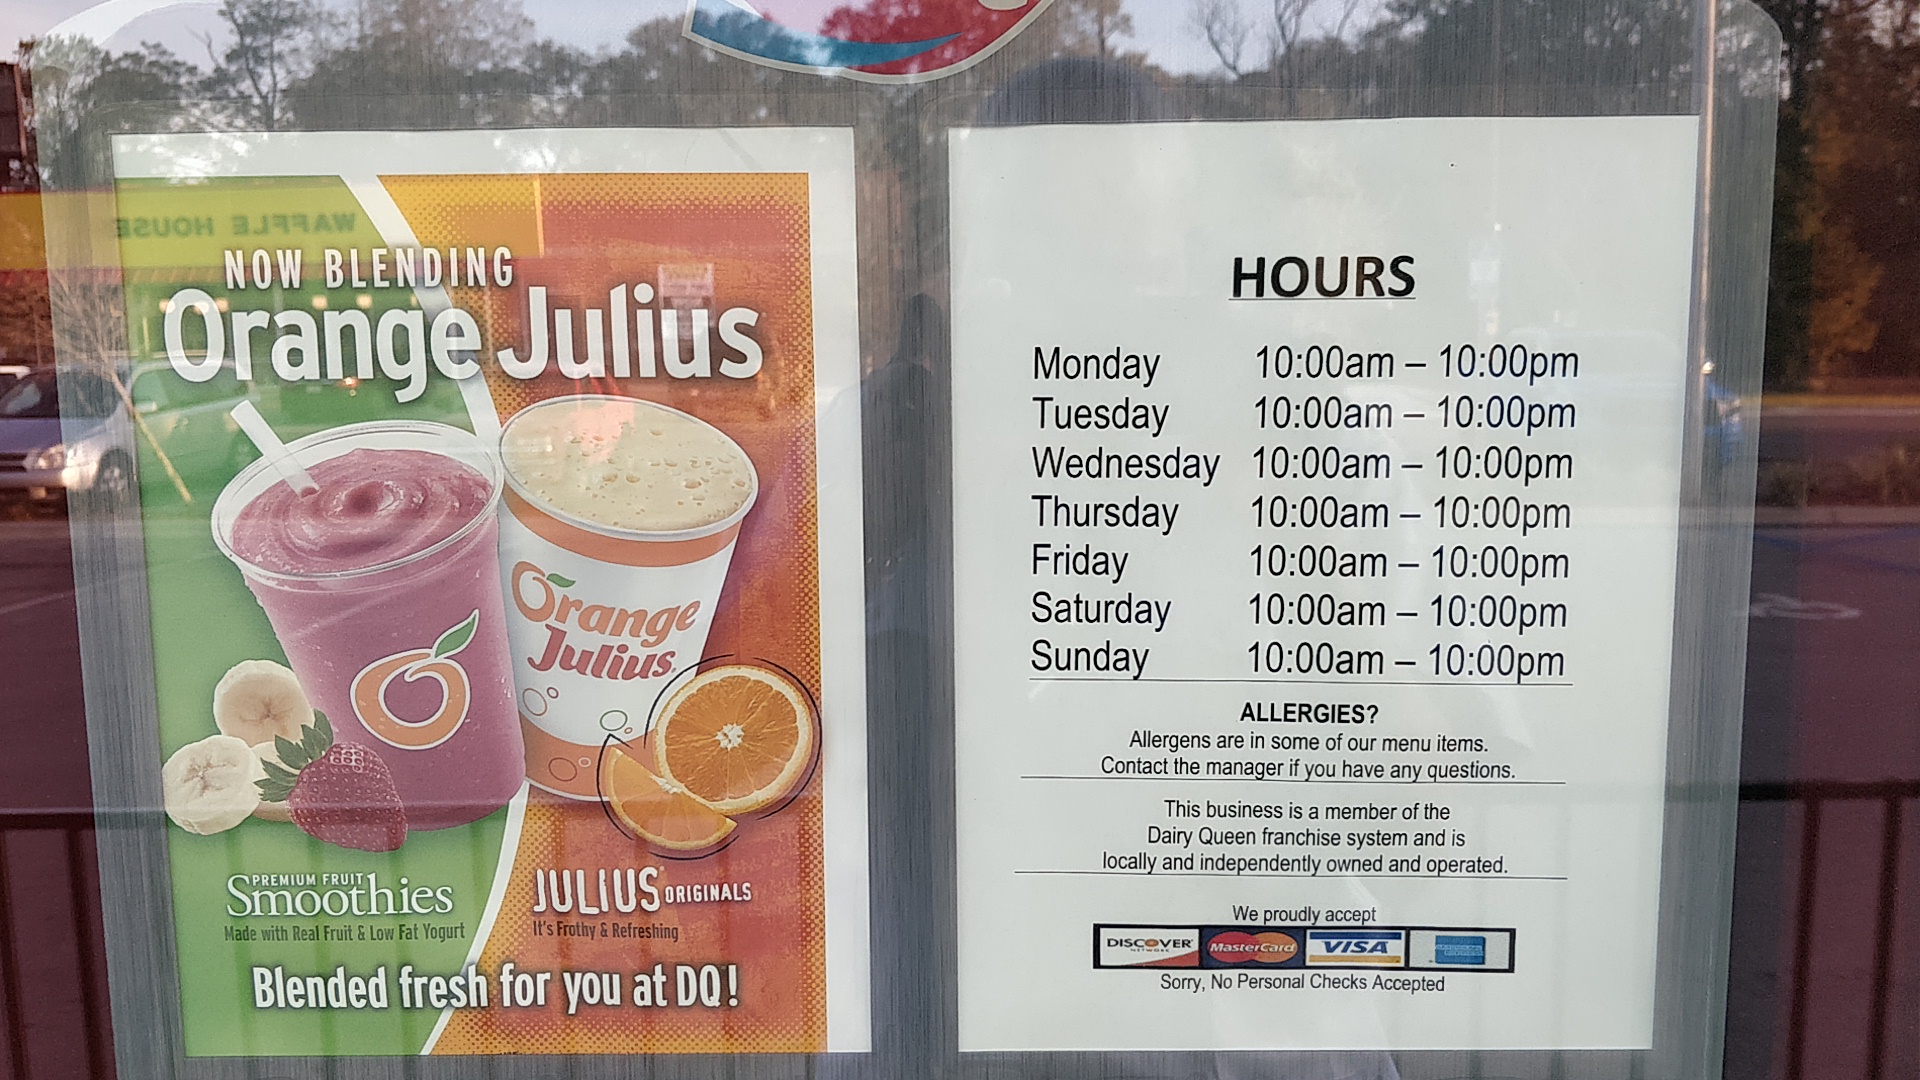 WAFFLE HOUSE
NOW BLENDING
Orange Julius
Orange
Julius
PREMIUM FRUIT
Smoothies
Made with Real Fruit & Low Fat Yogurt
JULIUS ORIGINALS
It's Frothy & Refreshing
Blended fresh for you at DQ!
HOURS
Monday 10:00am – 10:00pm
Tuesday 10:00am – 10:00pm
Wednesday 10:00am – 10:00pm
Thursday 10:00am – 10:00pm
Friday 10:00am – 10:00pm
Saturday 10:00am – 10:00pm
Sunday 10:00am – 10:00pm
ALLERGIES?
Allergens are in some of our menu items.
Contact the manager if you have any questions.
This business is a member of the
Dairy Queen franchise system and is
locally and independently owned and operated.
We proudly accept
DISCOVER MasterCard VISA AMERICAN EXPRESS
NETWORK
Sorry, No Personal Checks Accepted